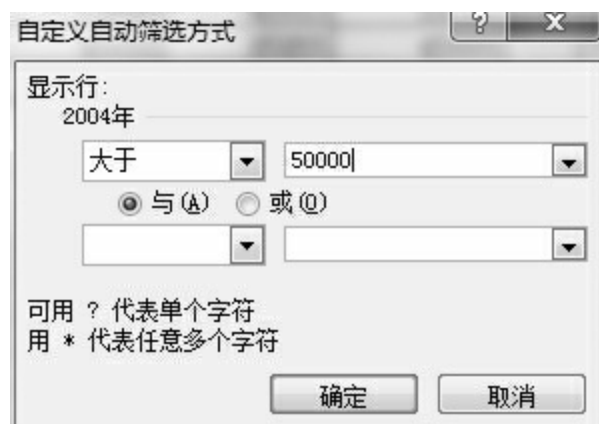 自定义自动筛选方式
显示行:
2004年
大于 50000
与(A) 或(O)
可用 ? 代表单个字符
用 * 代表任意多个字符
确定 取消